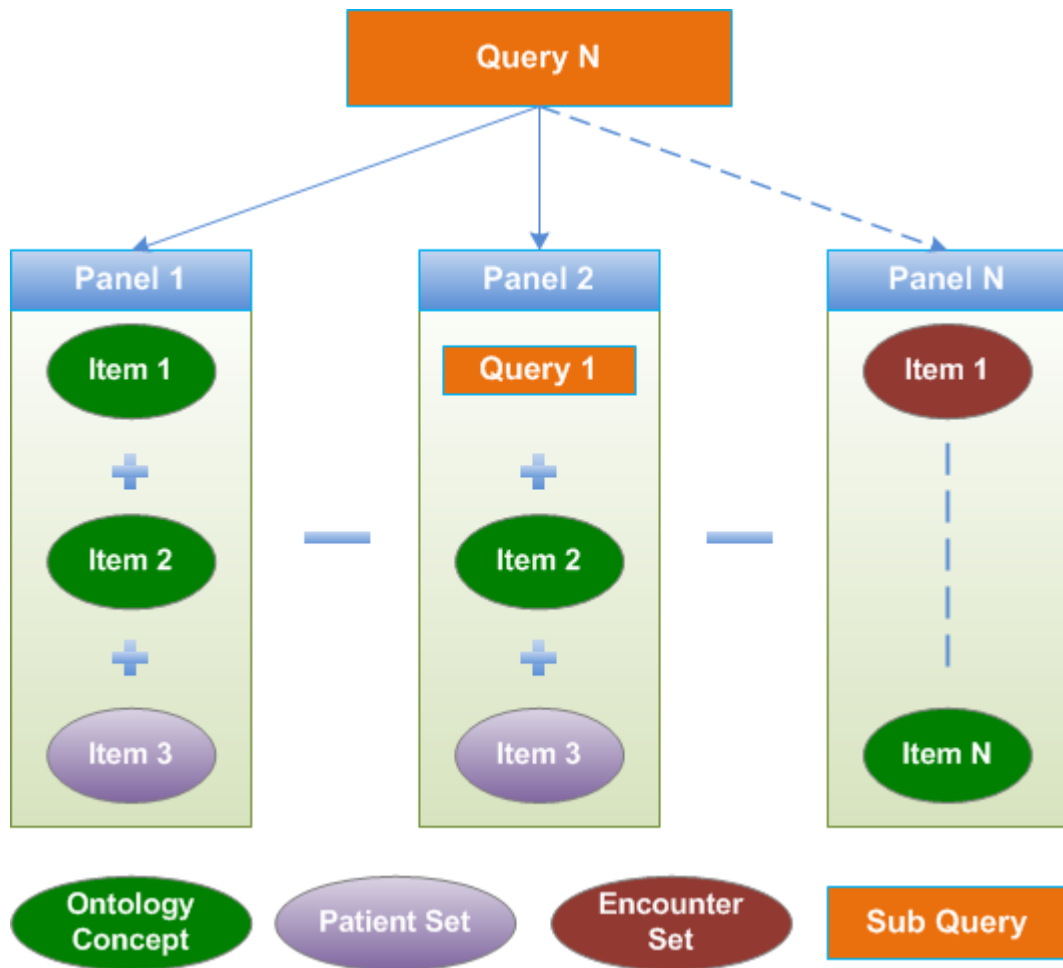 Query N
Panel 1
Panel 2
Panel N
Item 1
Query 1
Item 1
Item 2
Item 2
Item 3
Item 3
Item N
Ontology
Concept
Patient Set
Encounter
Set
Sub Query